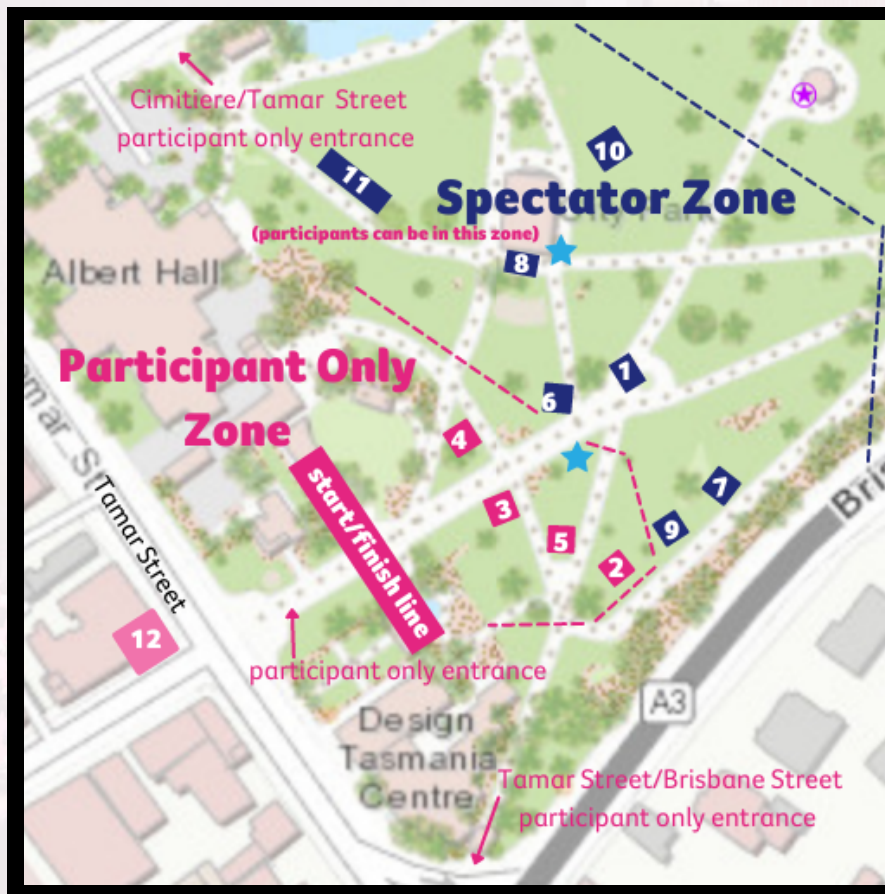 Cimitiere/Tamar Street
participant only entrance
10
11
Spectator Zone
(participants can be in this zone)
8
Albert Hall
Participant Only
Zone
1
6
4
7
3
9
5
2
start/finish line
Tamar Street
12
participant only entrance
A3
Design
Tasmania
Centre
Tamar Street/Brisbane Street
participant only entrance